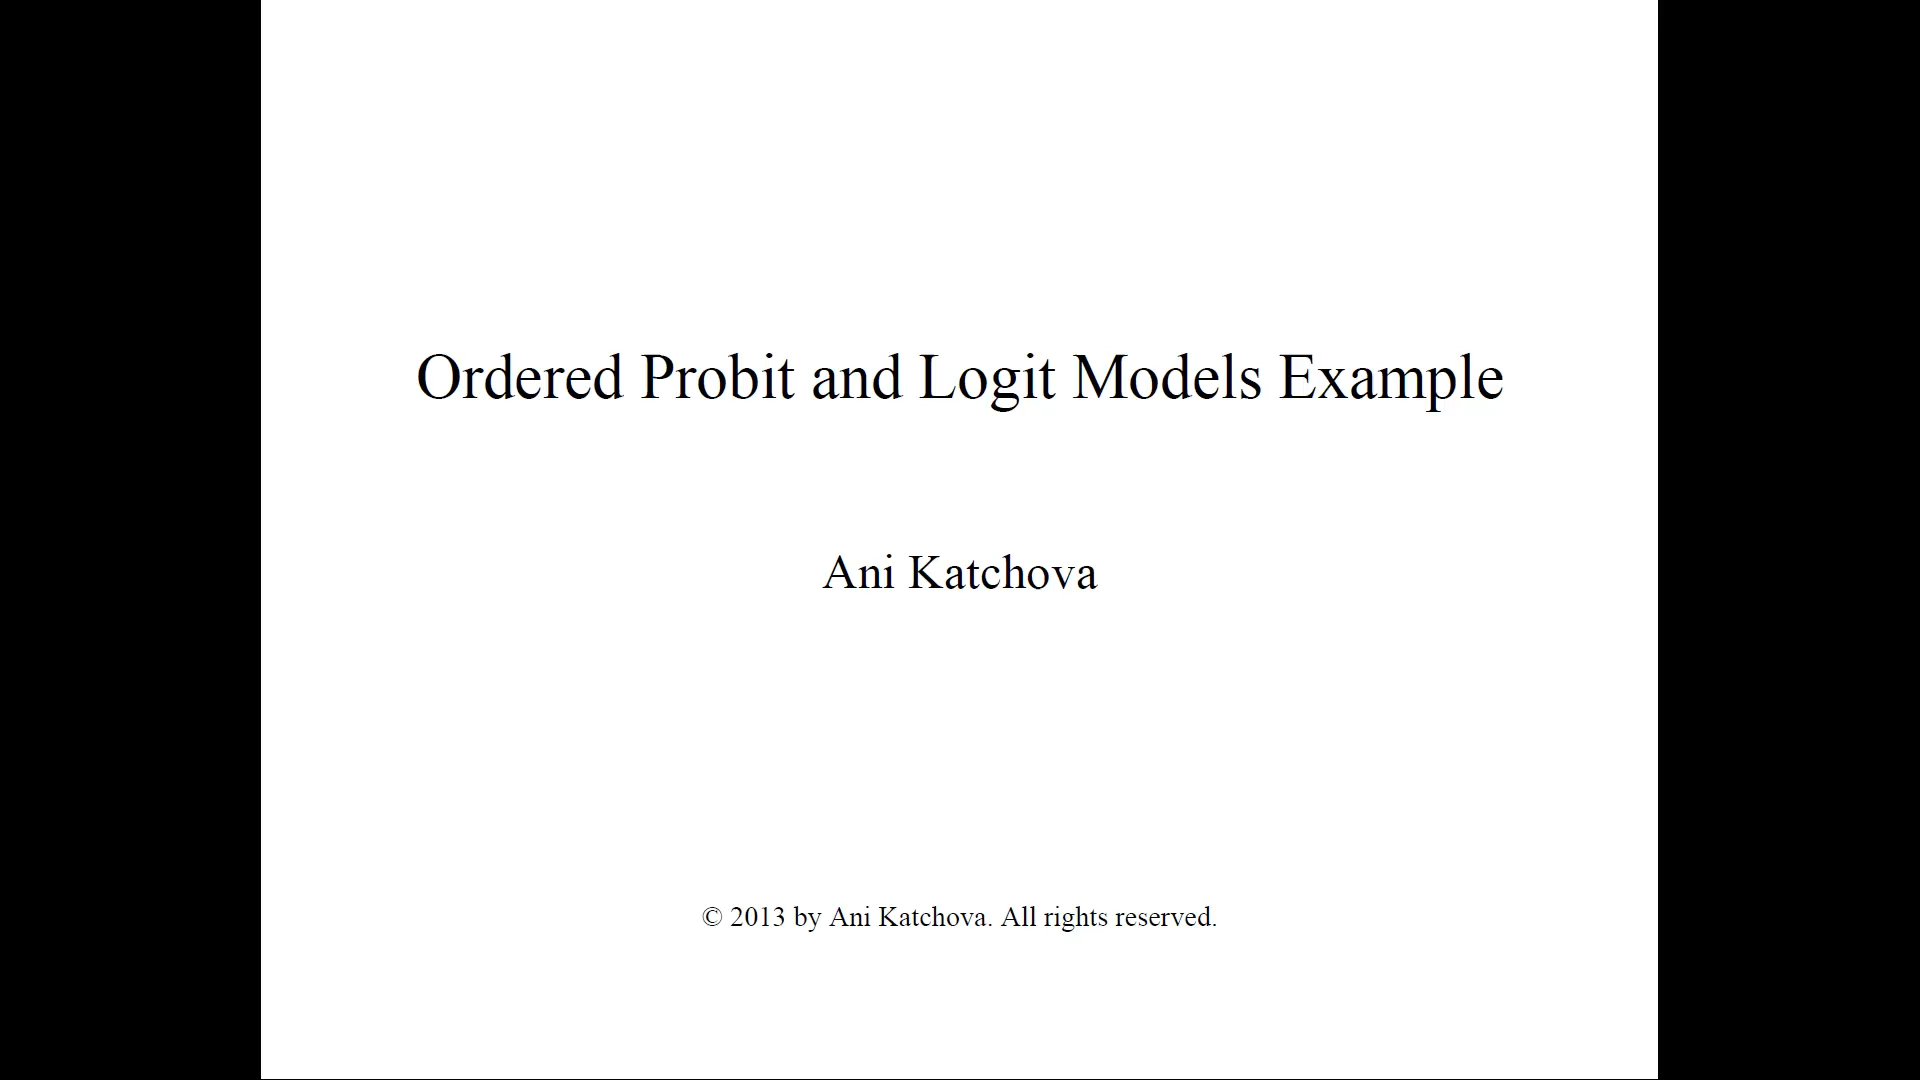 Ordered Probit and Logit Models Example
Ani Katchova
© 2013 by Ani Katchova. All rights reserved.